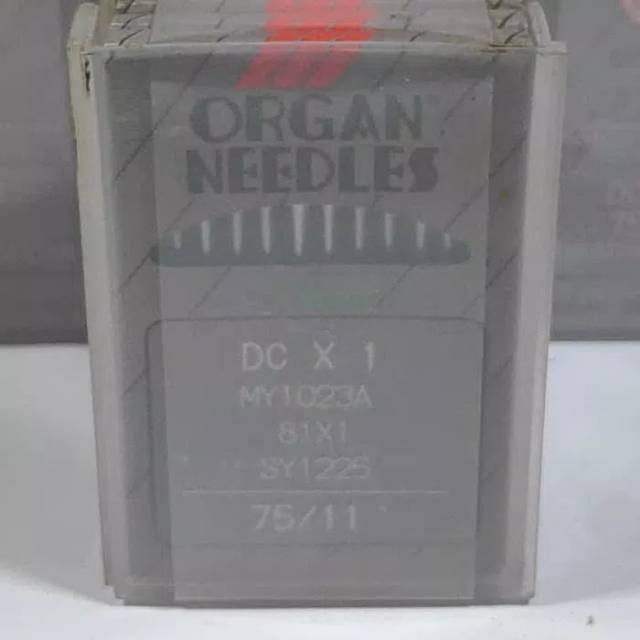 ORGAN
NEEDLES
DC X 1
MY1023A
81X1
SY1225
75/11